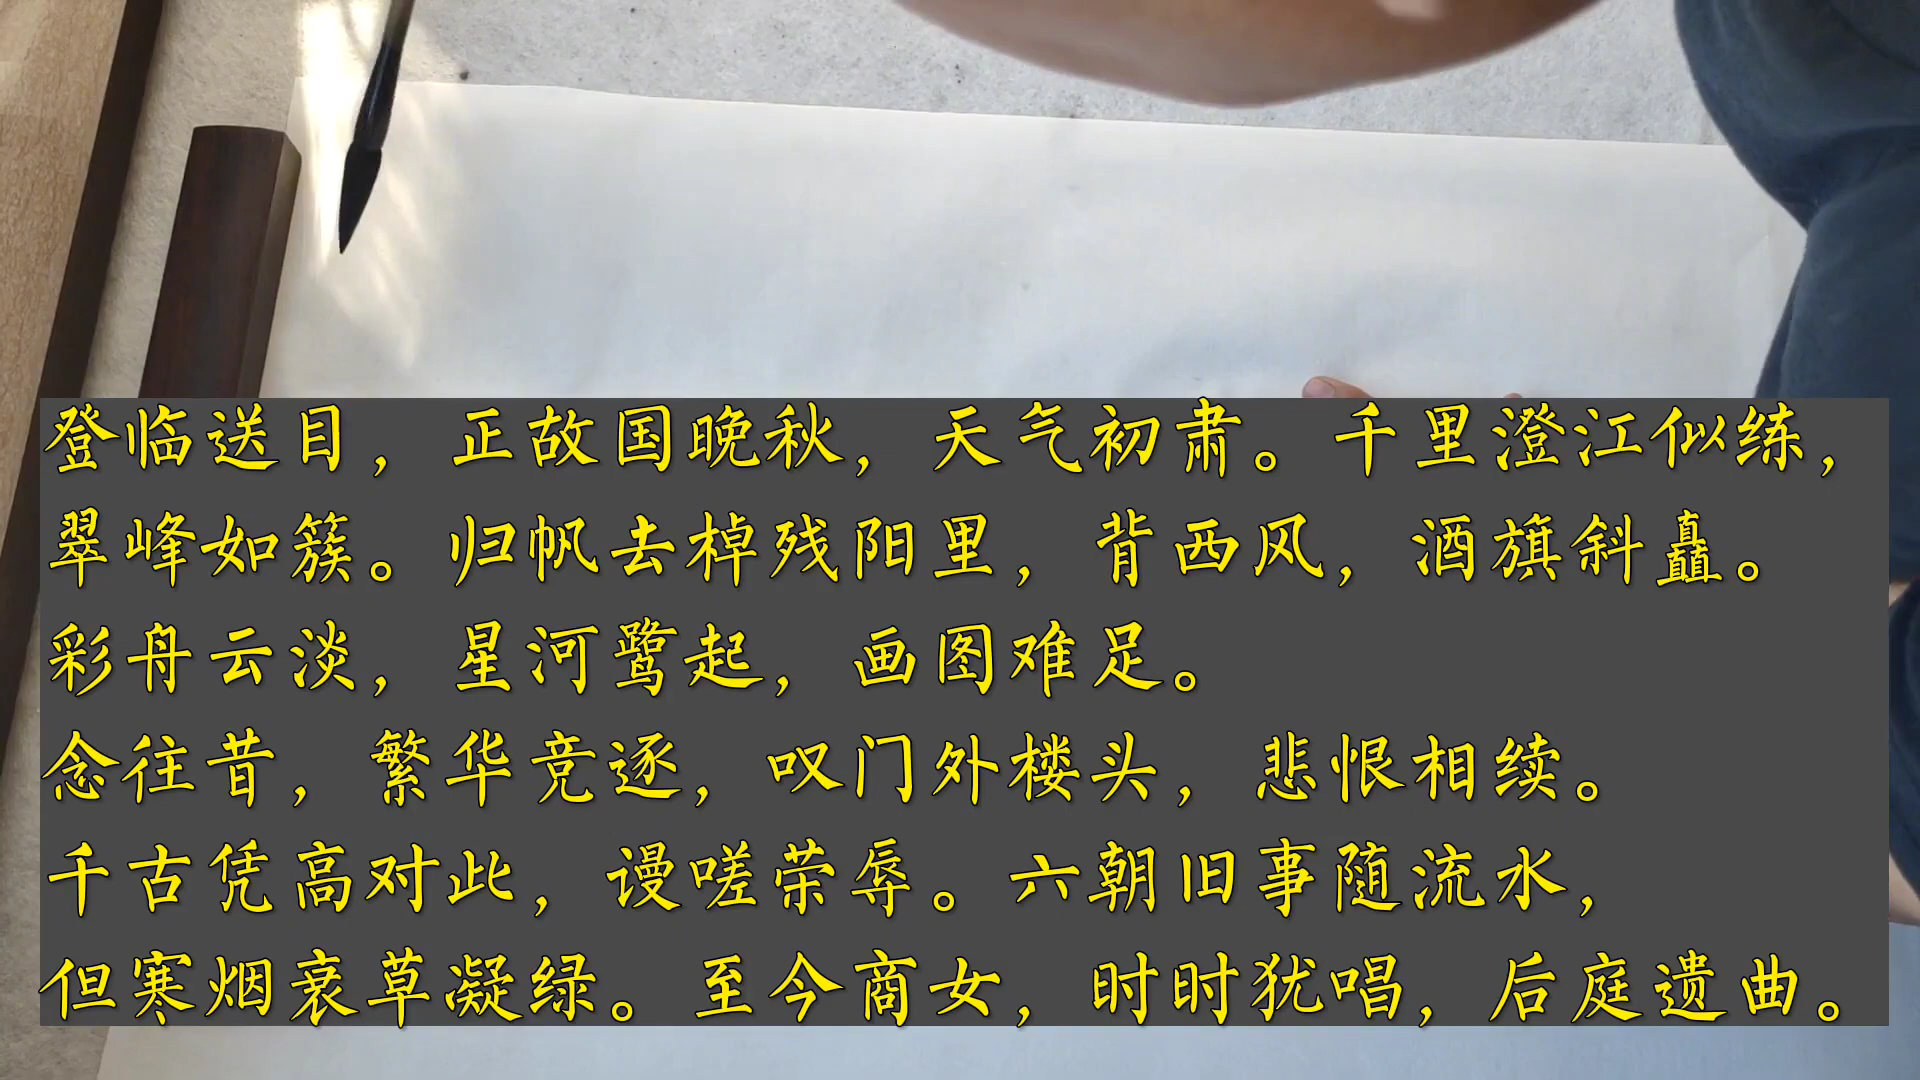 登临送目，正故国晚秋，天气初肃。千里澄江似练，
翠峰如簇。归帆去棹残阳里，背西风，酒旗斜矗。
彩舟云淡，星河鹭起，画图难足。
念往昔，繁华竞逐，叹门外楼头，悲恨相续。
千古凭高对此，谩嗟荣辱。六朝旧事随流水，
但寒烟衰草凝绿。至今商女，时时犹唱，后庭遗曲。